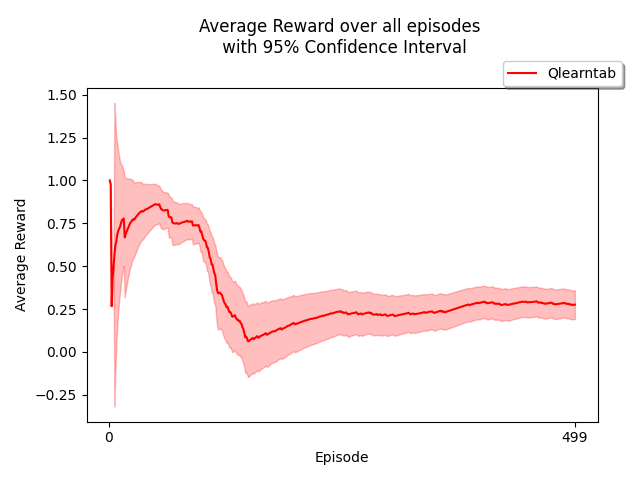 Average Reward over all episodes
with 95% Confidence Interval
Qlearntab
1.50
1.25
1.00
0.75
0.50
0.25
0.00
−0.25
Average Reward
0
499
Episode